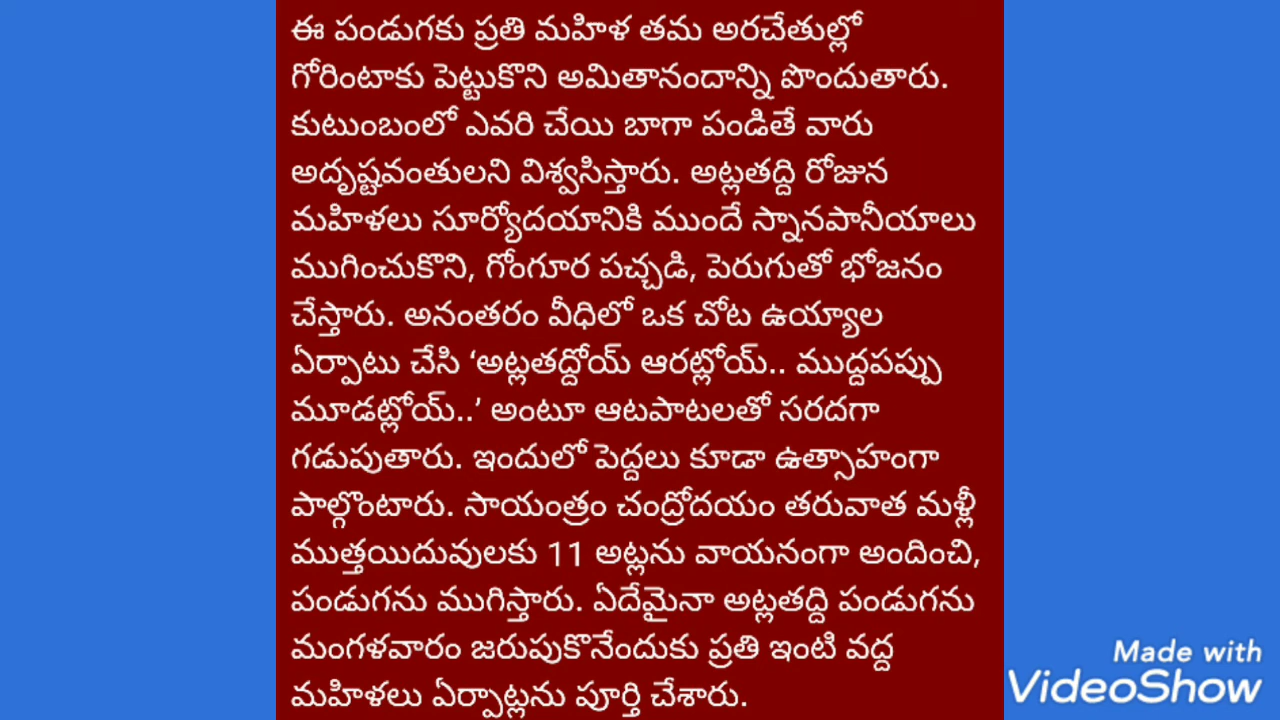 ఈ పండుగకు ప్రతి మహిళ తమ అరచేతుల్లో
గోరింటాకు పెట్టుకొని అమితానందాన్ని పొందుతారు.
కుటుంబంలో ఎవరి చేయి బాగా పండితే వారు
అదృష్టవంతులని విశ్వసిస్తారు. అట్లతద్ది రోజున
మహిళలు సూర్యోదయానికి ముందే స్నానపానీయాలు
ముగించుకొని, గోంగూర పచ్చడి, పెరుగుతో భోజనం
చేస్తారు. అనంతరం వీధిలో ఒక చోట ఉయ్యాల
ఏర్పాటు చేసి ‘అట్లతద్దోయ్ ఆరట్లోయ్.. ముద్దపప్పు
మూడట్లోయ్..’ అంటూ ఆటపాటలతో సరదగా
గడుపుతారు. ఇందులో పెద్దలు కూడా ఉత్సాహంగా
పాల్గొంటారు. సాయంత్రం చంద్రోదయం తరువాత మళ్లీ
ముత్తయిదువులకు 11 అట్లను వాయనంగా అందించి,
పండుగను ముగిస్తారు. ఏదేమైనా అట్లతద్ది పండుగను
మంగళవారం జరుపుకొనేందుకు ప్రతి ఇంటి వద్ద
మహిళలు ఏర్పాట్లను పూర్తి చేశారు.
Made with
VideoShow